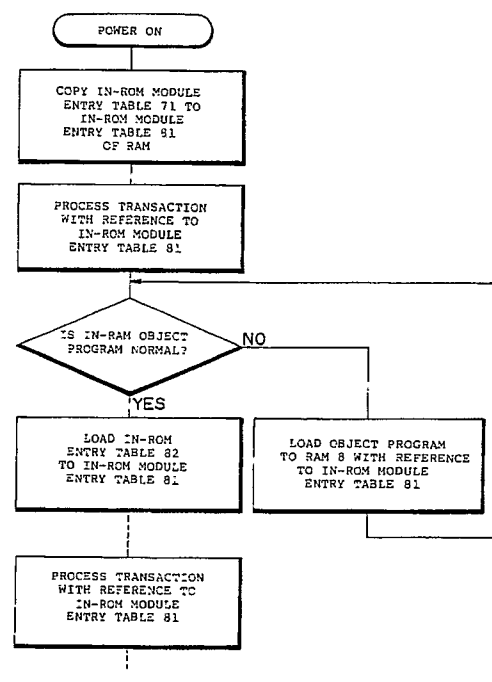 POWER ON
COPY IN-ROM MODULE
ENTRY TABLE 71 TO
IN-ROM MODULE
ENTRY TABLE 81
OF RAM
PROCESS TRANSACTION
WITH REFERENCE TO
IN-ROM MODULE
ENTRY TABLE 81
IS IN-RAM OBJECT
PROGRAM NORMAL?
NO
YES
LOAD IN-ROM
ENTRY TABLE 82
TO IN-ROM MODULE
ENTRY TABLE 81
LOAD OBJECT PROGRAM
TO RAM 8 WITH REFERENCE
TO IN-ROM MODULE
ENTRY TABLE 81
PROCESS TRANSACTION
WITH REFERENCE TO
IN-ROM MODULE
ENTRY TABLE 81